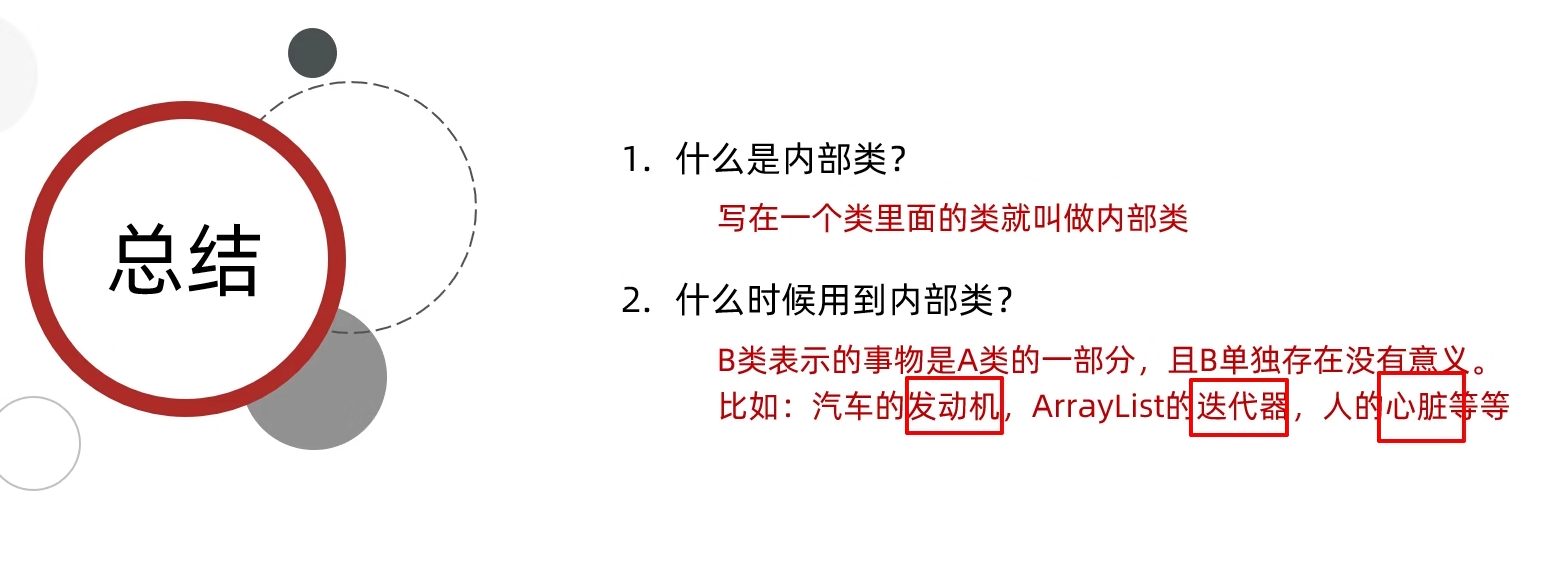 总结
1. 什么是内部类？
写在一个类里面的类就叫做内部类
2. 什么时候用到内部类？
B类表示的事物是A类的一部分，且B单独存在没有意义。
比如：汽车的发动机，ArrayList的迭代器，人的心脏等等